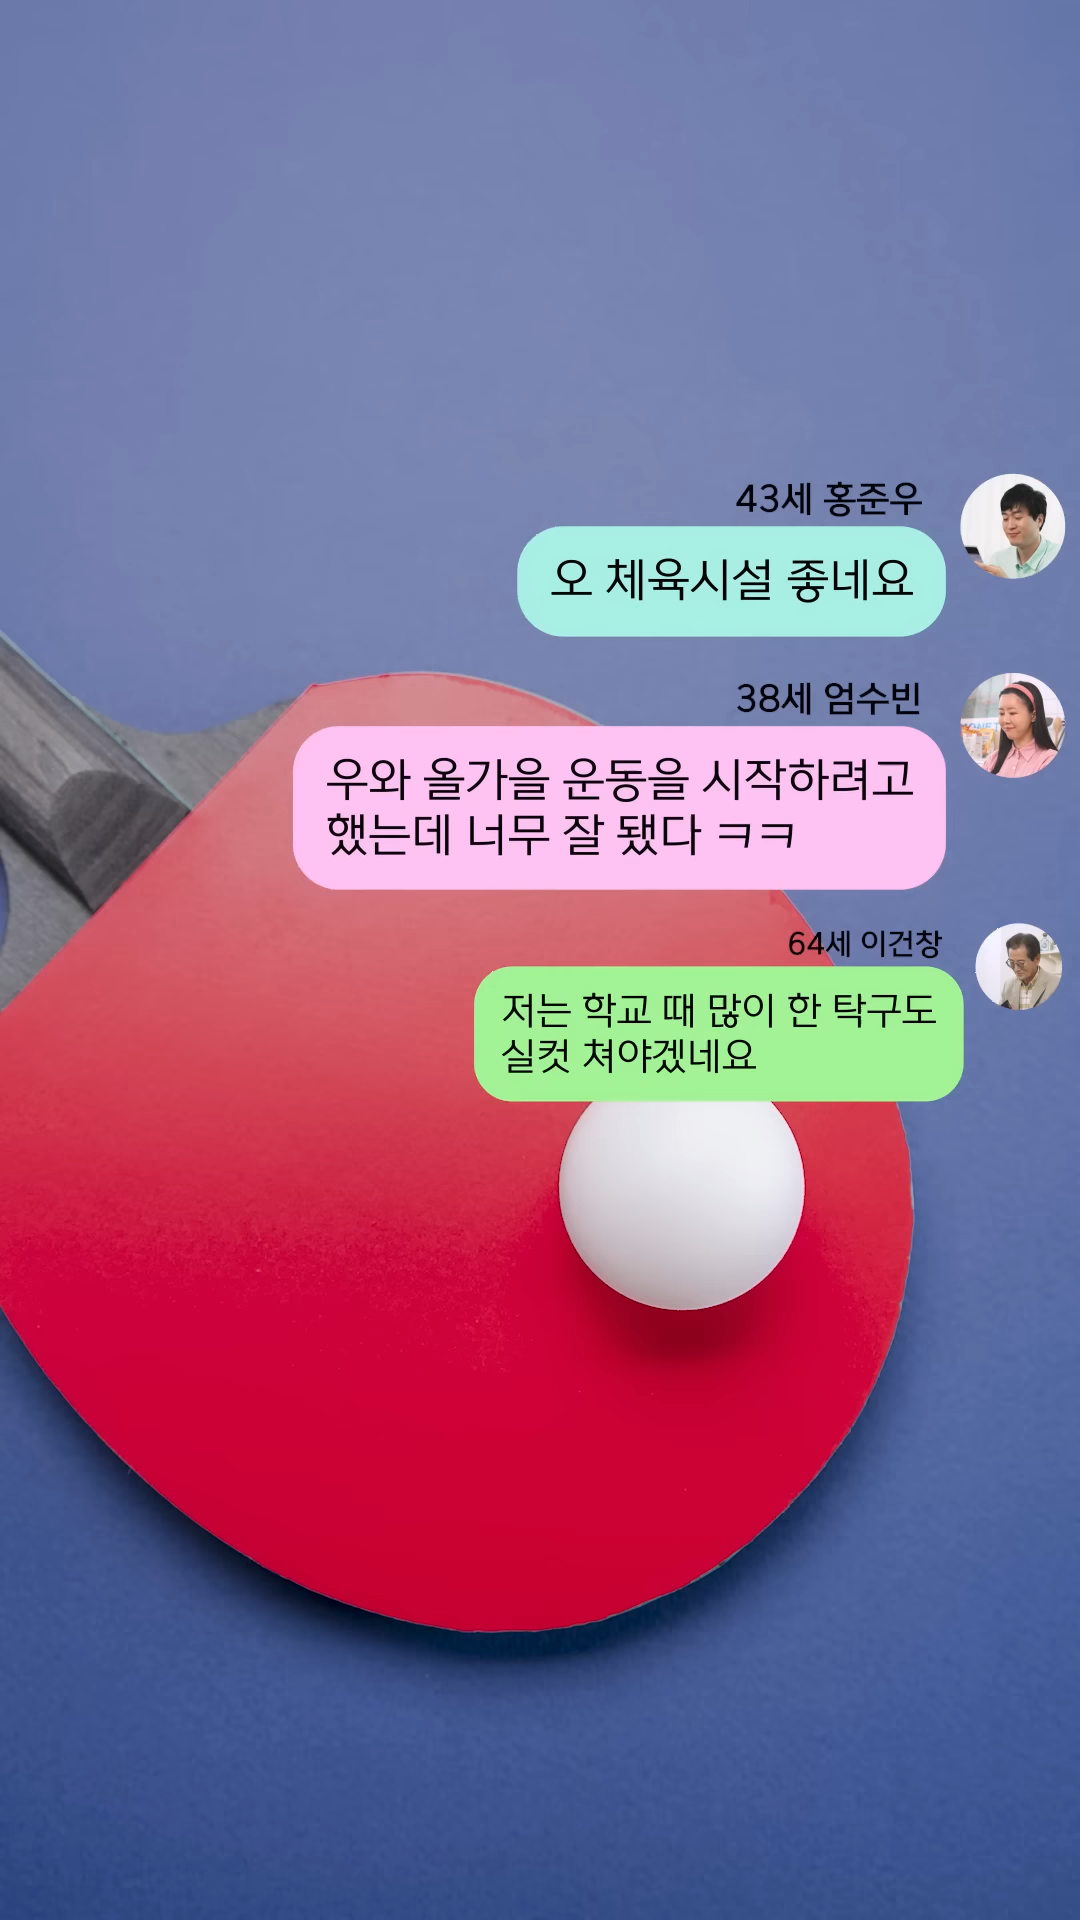 43세 홍준우
오 체육시설 좋네요
38세 엄수빈
우와 올가을 운동을 시작하려고
했는데 너무 잘 됐다 ㅋㅋ
64세 이건창
저는 학교 때 많이 한 탁구도
실컷 쳐야겠네요